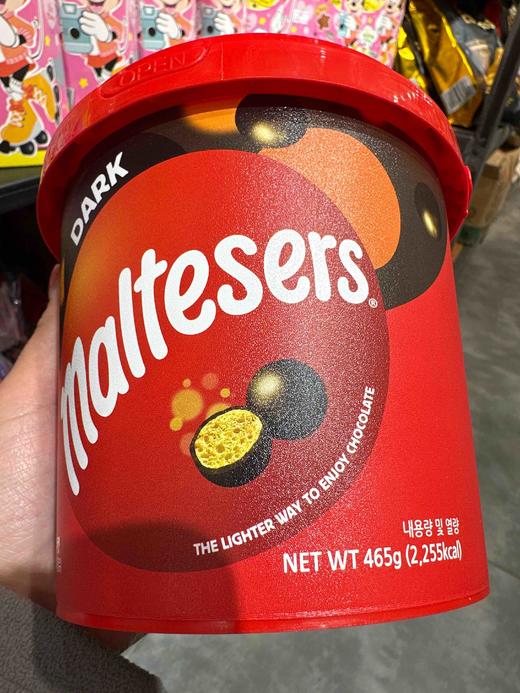 OPEN
DARK
Maltesers®
THE LIGHTER WAY TO ENJOY CHOCOLATE
내용량 및 열량
NET WT 465g (2,255kcal)